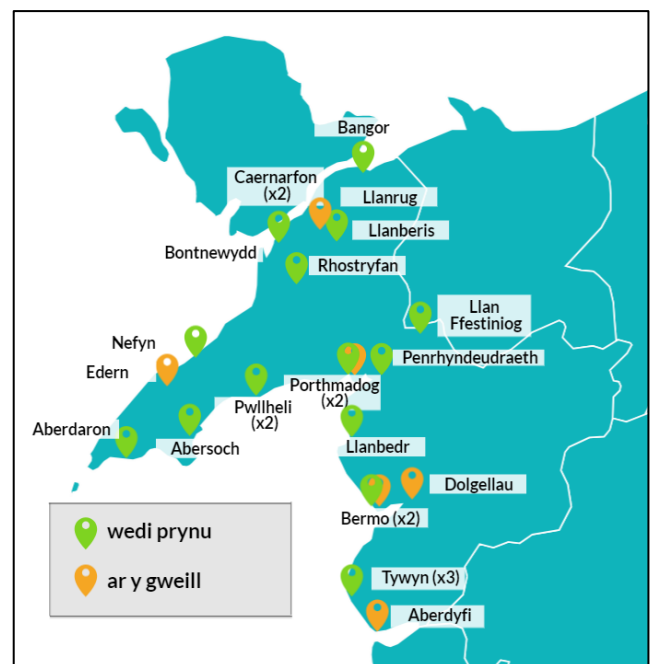 Bangor
Caernarfon
(x2)
Llanrug
Llanberis
Bontnewydd
Rhostryfan
Llan
Ffestiniog
Nefyn
Penrhyndeudraeth
Edern
Porthmadog
(x2)
Pwllheli
(x2)
Aberdaron
Abersoch
Llanbedr
Dolgellau
Bermo (x2)
wedi prynu
ar y gweill
Tywyn (x3)
Aberdyfi